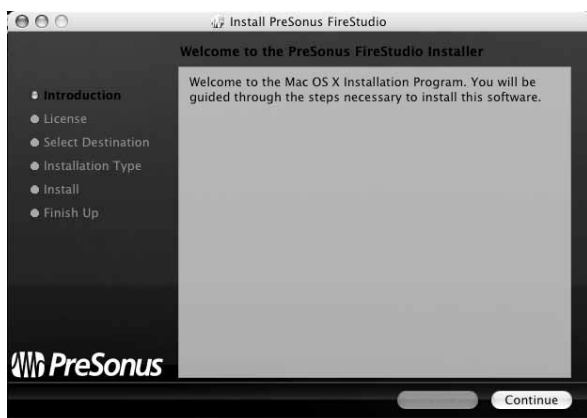 Install PreSonus FireStudio
Welcome to the PreSonus FireStudio Installer
Introduction
License
Select Destination
Installation Type
Install
Finish Up
Welcome to the Mac OS X Installation Program. You will be
guided through the steps necessary to install this software.
PreSonus
Continue